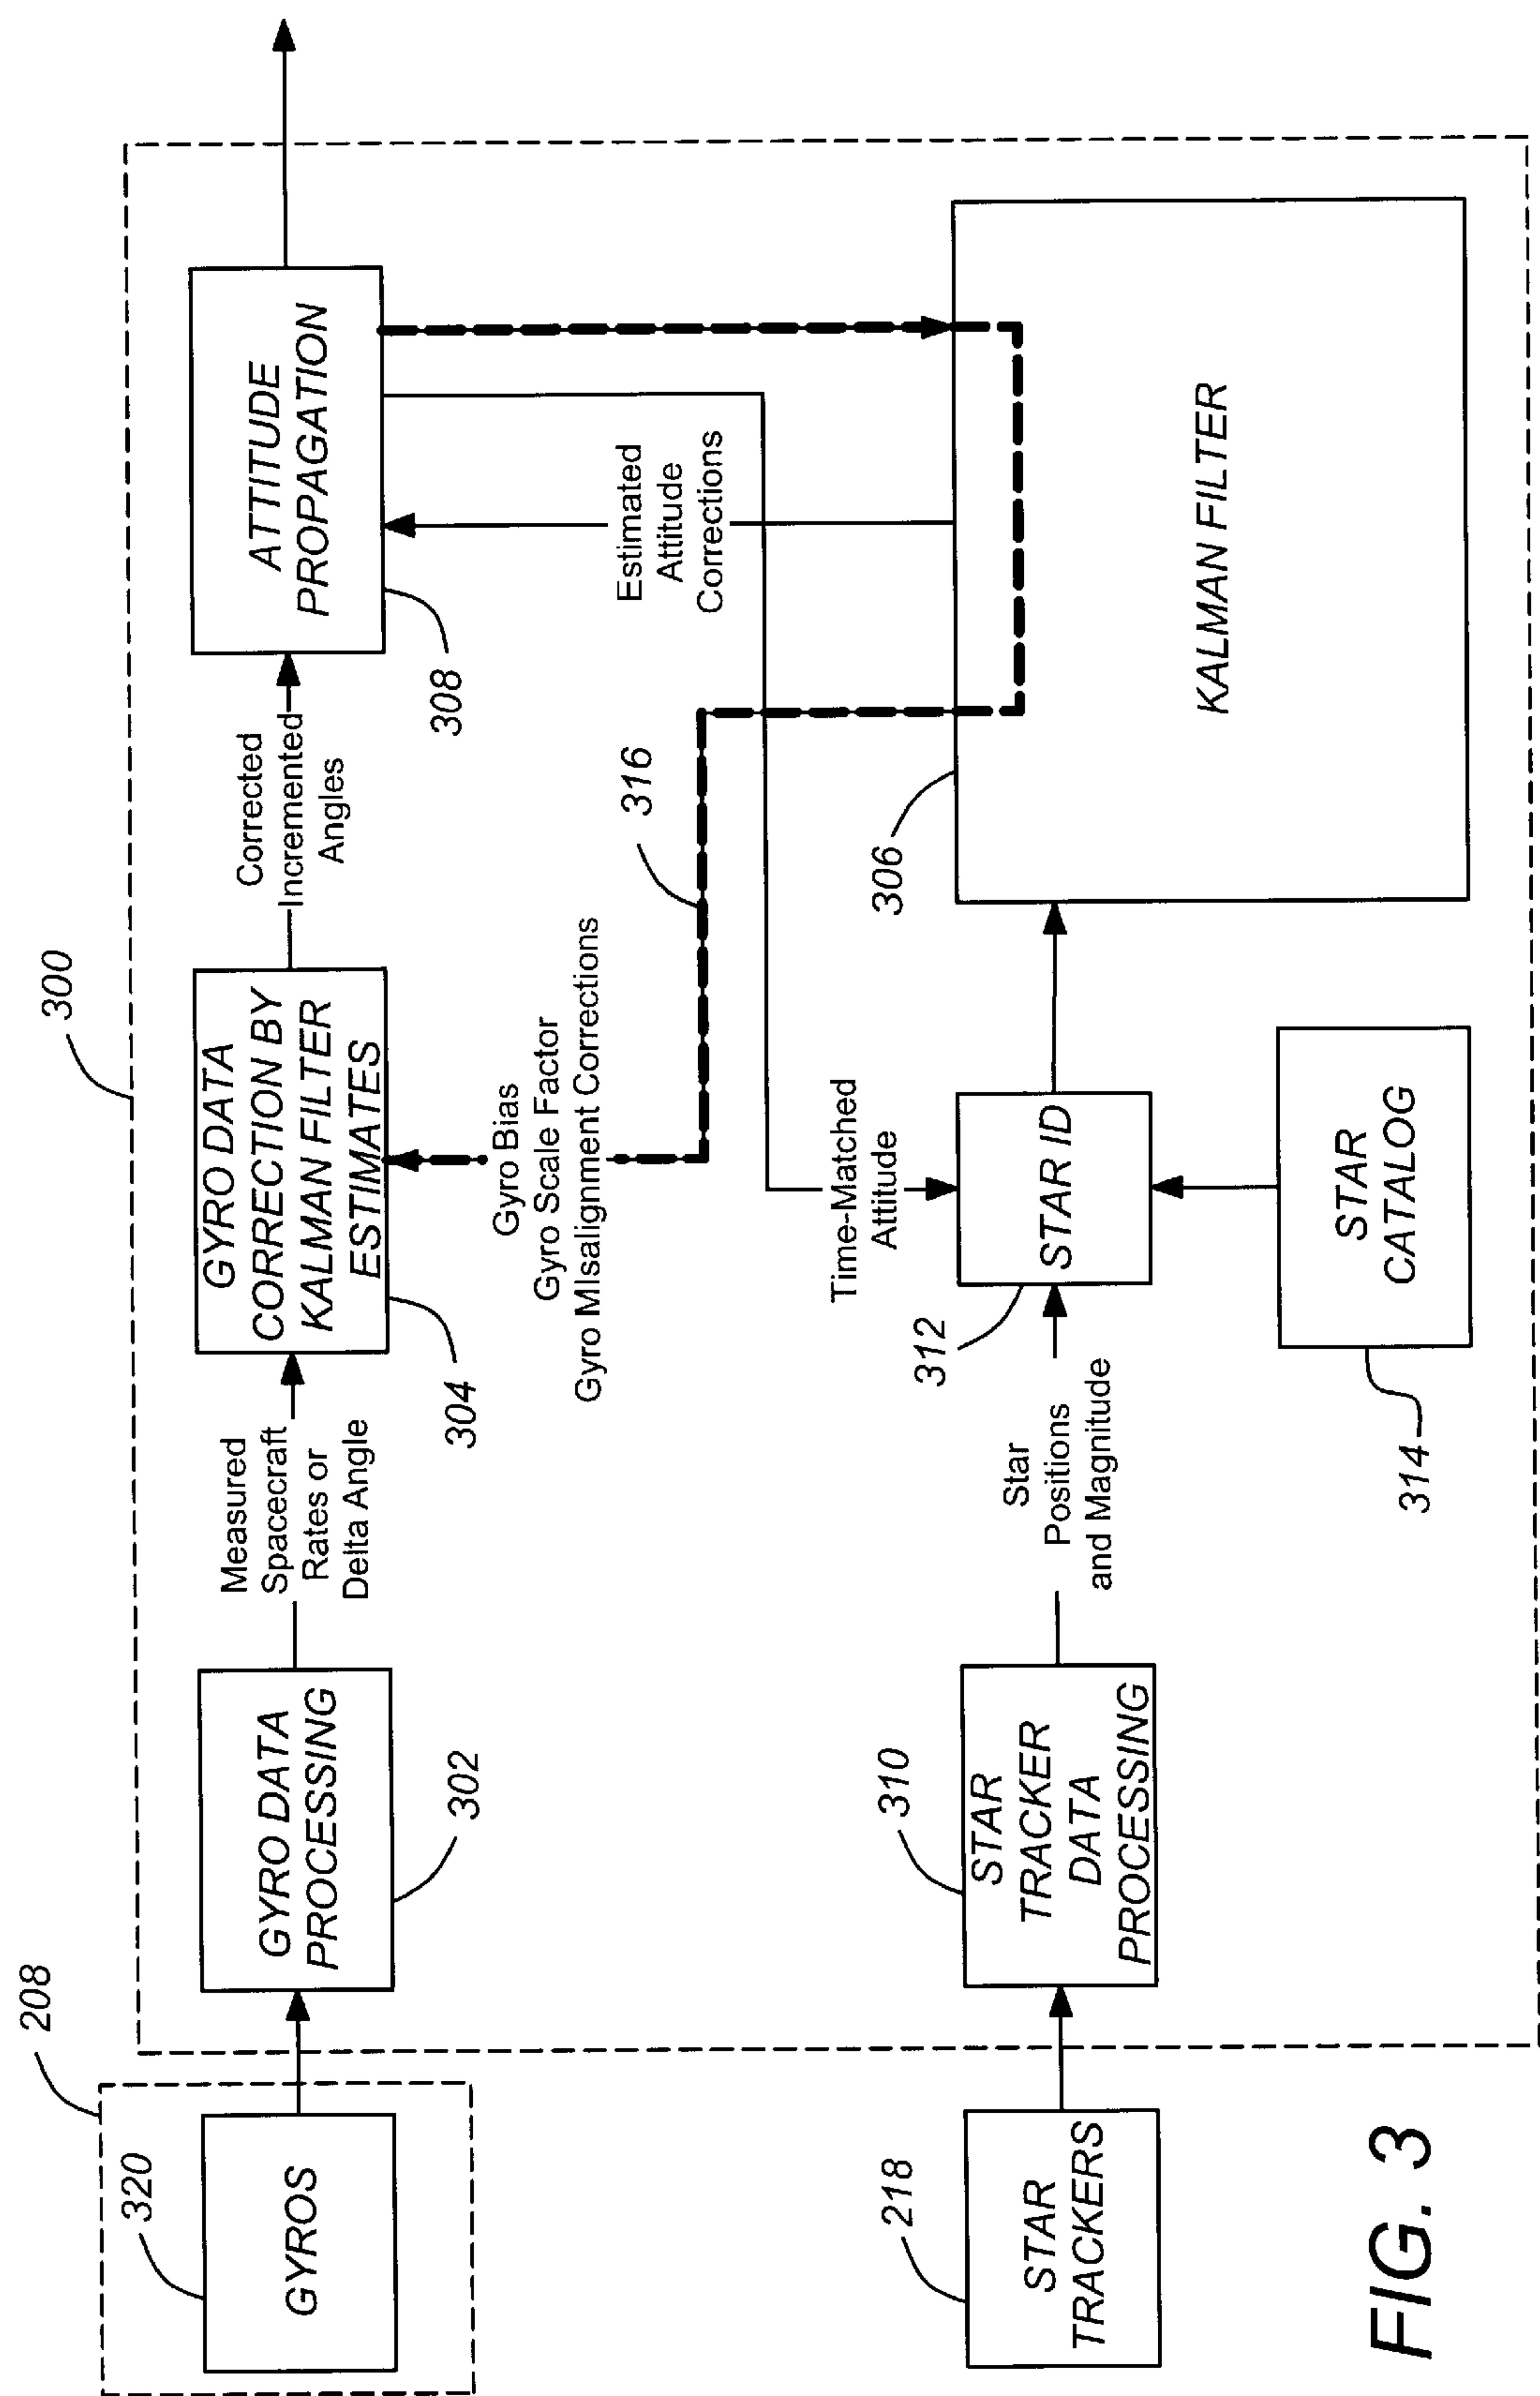 300
208
320
GYROS
GYRO DATA
PROCESSING
302
Measured
Spacecraft
Rates or
Delta Angle
GYRO DATA
CORRECTION BY
KALMAN FILTER
ESTIMATES
304
Corrected
Incremented
Angles
ATTITUDE
PROPAGATION
308
Gyro Bias
Gyro Scale Factor
Gyro MIsalignment Corrections
316
Estimated
Attitude
Corrections
Time-Matched
Attitude
218
STAR
TRACKERS
310
STAR
TRACKER
DATA
PROCESSING
Star
Positions
and Magnitude
312
STAR ID
306
KALMAN FILTER
STAR
CATALOG
314
FIG. 3